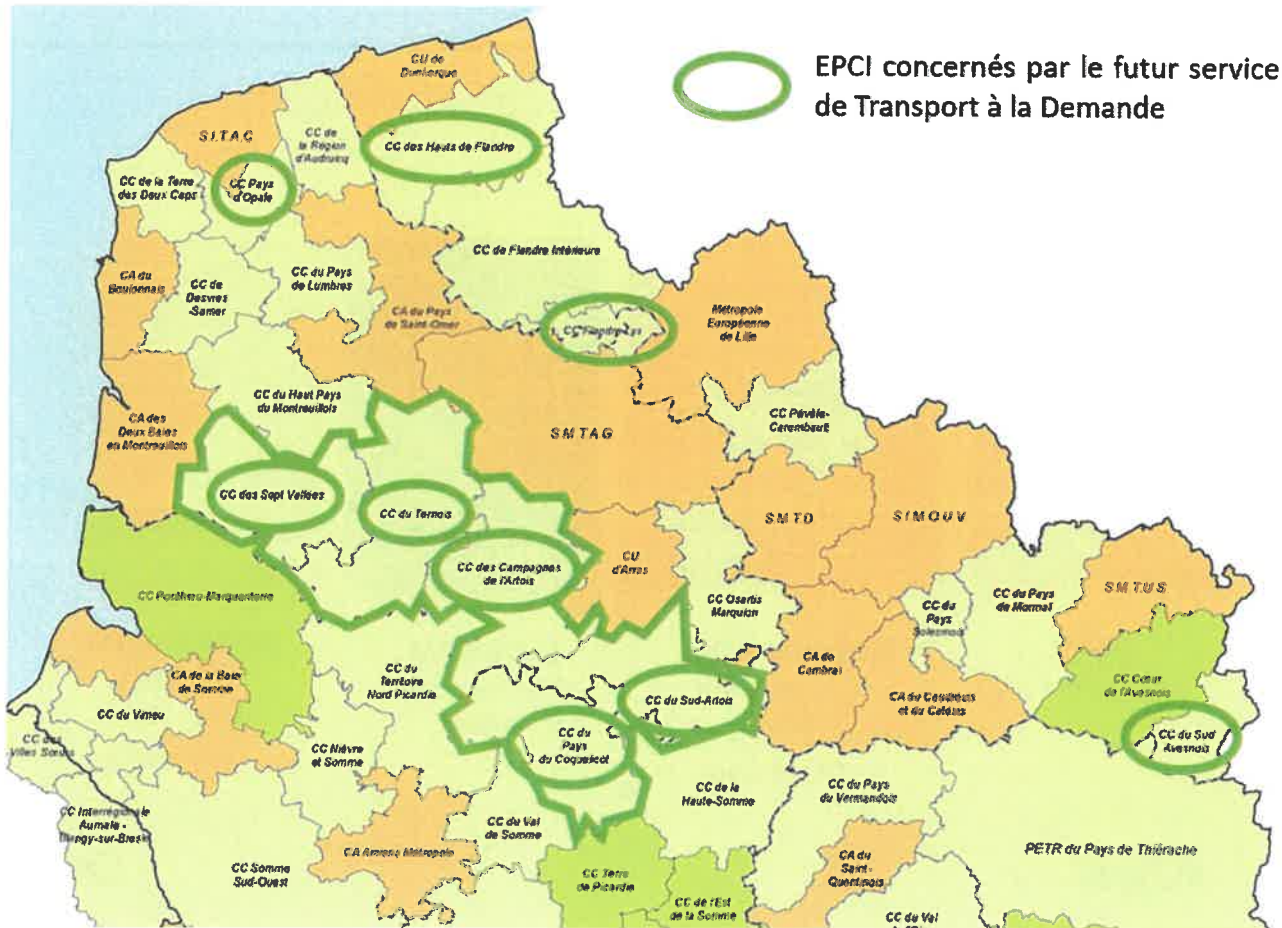 EPCI concernés par le futur service
de Transport à la Demande
CU de
Dunkerque
S.I.T.A.C
CC de
la Région
d'Audruicq
CC des Hauts de Flandre
CC de la Terre
des Deux Caps
CC Pays
d'Opale
CC de Flandre Intérieure
CA du
Boulonnais
CC de
Desvres
-Samer
CC du Pays
de Lumbres
CA du Pays
de Saint-Omer
CC Flandre Lys
Métropole
Européenne
de Lille
CC du Haut Pays
du Montreuillois
CA des
Deux Baies
en Montreuillois
SMTAG
CC Pévèle-
Carembault
CC des Sept Vallées
CC du Ternois
SMTD
SIMOUV
CC des Campagnes
de l'Artois
CU
d'Arras
CC Osartis
Marquion
CC du
Pays
Solesmois
CC du Pays
de Mormal
SMTUS
CC Ponthieu-Marquenterre
CC du
Territoire
Nord Picardie
CA de
Cambrai
CA du Caudrésis
et du Catésis
CC Cœur
de l'Avesnois
CA de la Baie
de Somme
CC du Sud-Artois
CC du Vimeu
CC du
Pays
du Coquelicot
CC du Sud
Avesnois
CC des
Villes Sœurs
CC Nièvre
et Somme
CC de la
Haute-Somme
CC du Pays
du Vermandois
CC Interrégionale
Aumale -
Blangy-sur-Bresle
CC du Val
de Somme
CA Amiens Métropole
PETR du Pays de Thiérache
CC Somme
Sud-Ouest
CC Terre
de Picardie
CA du
Saint-
Quentinois
CC de l'Est
de la Somme
CC du Val